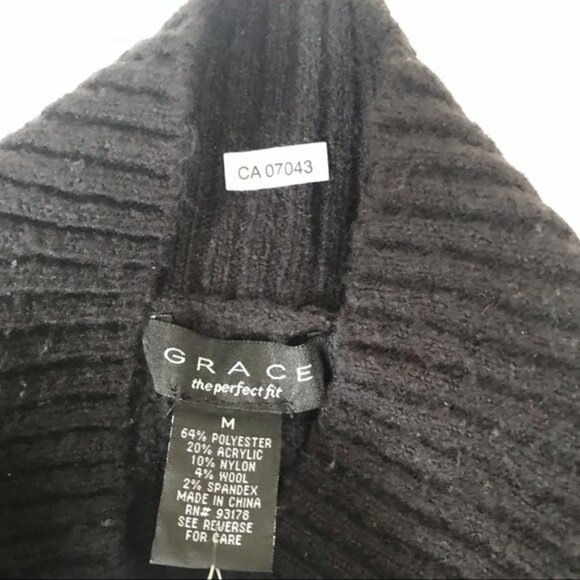 CA 07043
GRACE
the perfect fit
M
64% POLYESTER
20% ACRYLIC
10% NYLON
4% WOOL
2% SPANDEX
MADE IN CHINA
RN# 93178
SEE REVERSE
FOR CARE